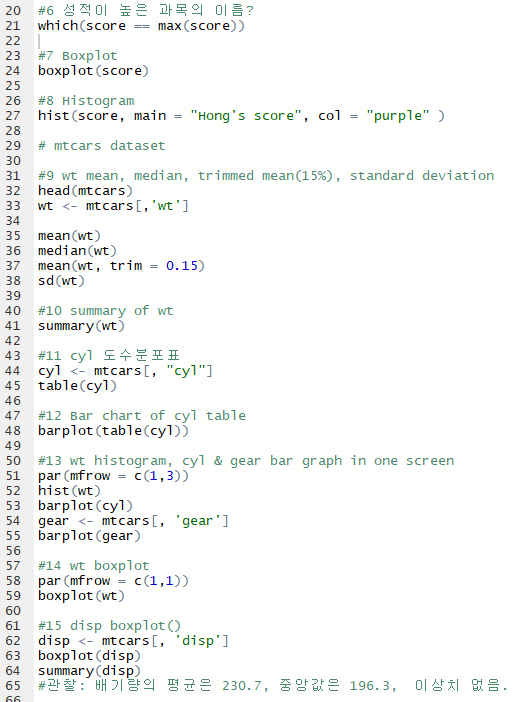 20 #6 성적이 높은 과목의 이름?
21 which(score == max(score))
22
23 #7 Boxplot
24 boxplot(score)
25
26 #8 Histogram
27 hist(score, main = "Hong's score", col = "purple" )
28
29 # mtcars dataset
30
31 #9 wt mean, median, trimmed mean(15%), standard deviation
32 head(mtcars)
33 wt <- mtcars[,'wt']
34
35 mean(wt)
36 median(wt)
37 mean(wt, trim = 0.15)
38 sd(wt)
39
40 #10 summary of wt
41 summary(wt)
42
43 #11 cyl 도수분포표
44 cyl <- mtcars[, "cyl"]
45 table(cyl)
46
47 #12 Bar chart of cyl table
48 barplot(table(cyl))
49
50 #13 wt histogram, cyl & gear bar graph in one screen
51 par(mfrow = c(1,3))
52 hist(wt)
53 barplot(cyl)
54 gear <- mtcars[, 'gear']
55 barplot(gear)
56
57 #14 wt boxplot
58 par(mfrow = c(1,1))
59 boxplot(wt)
60
61 #15 disp boxplot()
62 disp <- mtcars[, 'disp']
63 boxplot(disp)
64 summary(disp)
65 #관찰: 배기량의 평균은 230.7, 중앙값은 196.3, 이상치 없음.
66